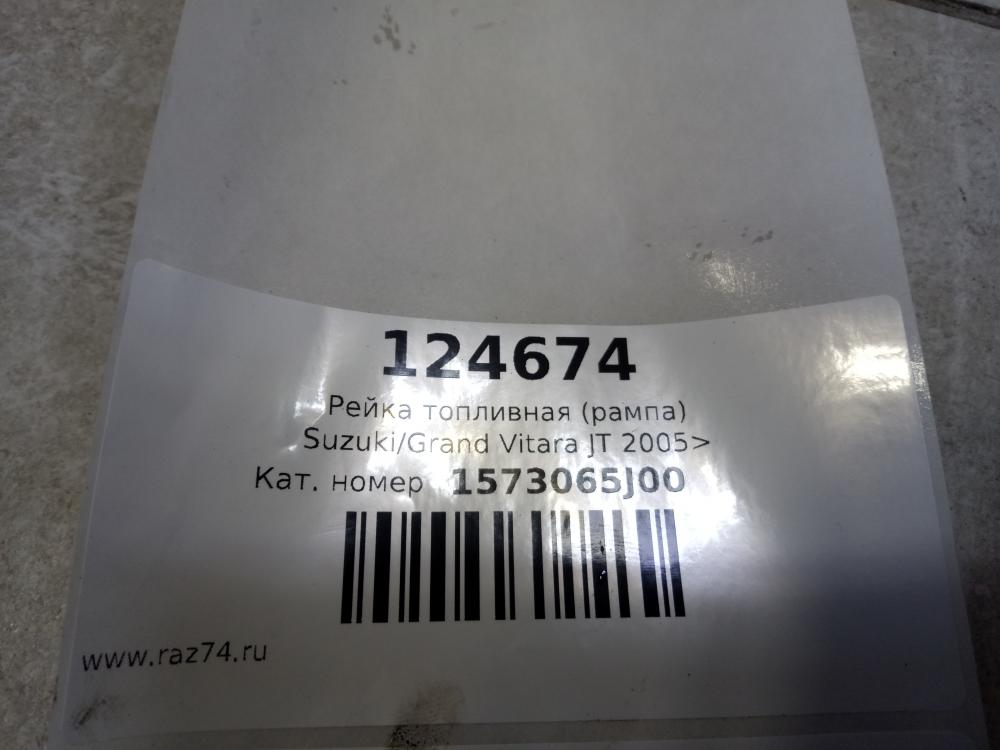 124674
Рейка топливная (рампа)
Suzuki/Grand Vitara JT 2005>
Кат. номер 1573065J00
www.raz74.ru